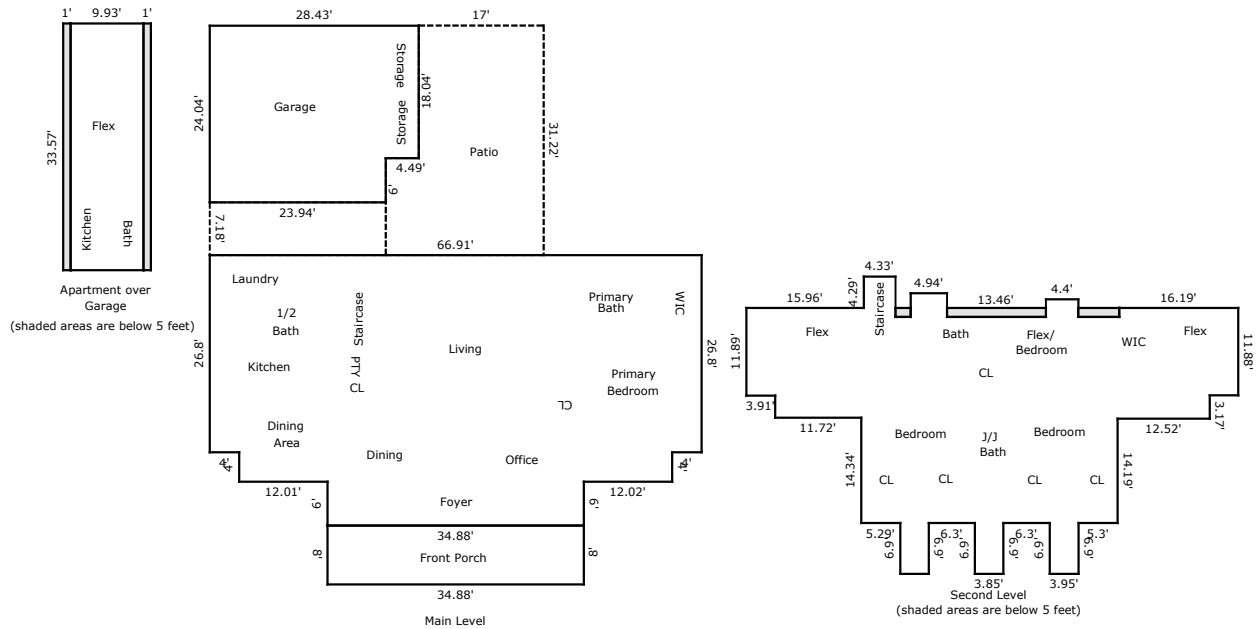 1' 9.93' 1'
33.57'
Flex
Kitchen
Bath
Apartment over
Garage
(shaded areas are below 5 feet)
28.43'
17'
24.04'
Garage
Storage
Storage
18.04'
4.49'
6'
23.94'
7.18'
Patio
31.22'
66.91'
Laundry
1/2
Bath
Staircase
PTY
CL
Kitchen
Living
Primary
Bath
WIC
26.8'
26.8'
Primary
Bedroom
CL
Dining
Area
Dining
Office
4'
4'
4'
4'
12.01'
12.02'
6'
6'
Foyer
34.88'
8'
Front Porch
8'
34.88'
Main Level
4.33'
4.29'
Staircase
4.94'
4.4'
15.96'
13.46'
16.19'
11.89'
Flex
Bath
Flex/
Bedroom
WIC
Flex
11.88'
CL
3.91'
3.17'
11.72'
12.52'
Bedroom
J/J
Bath
Bedroom
14.34'
14.19'
CL
CL
CL
CL
5.29'
6.3'
6.3'
5.3'
6.9'
6.9'
6.9'
6.9'
6.9'
6.9'
3.85'
3.95'
Second Level
(shaded areas are below 5 feet)